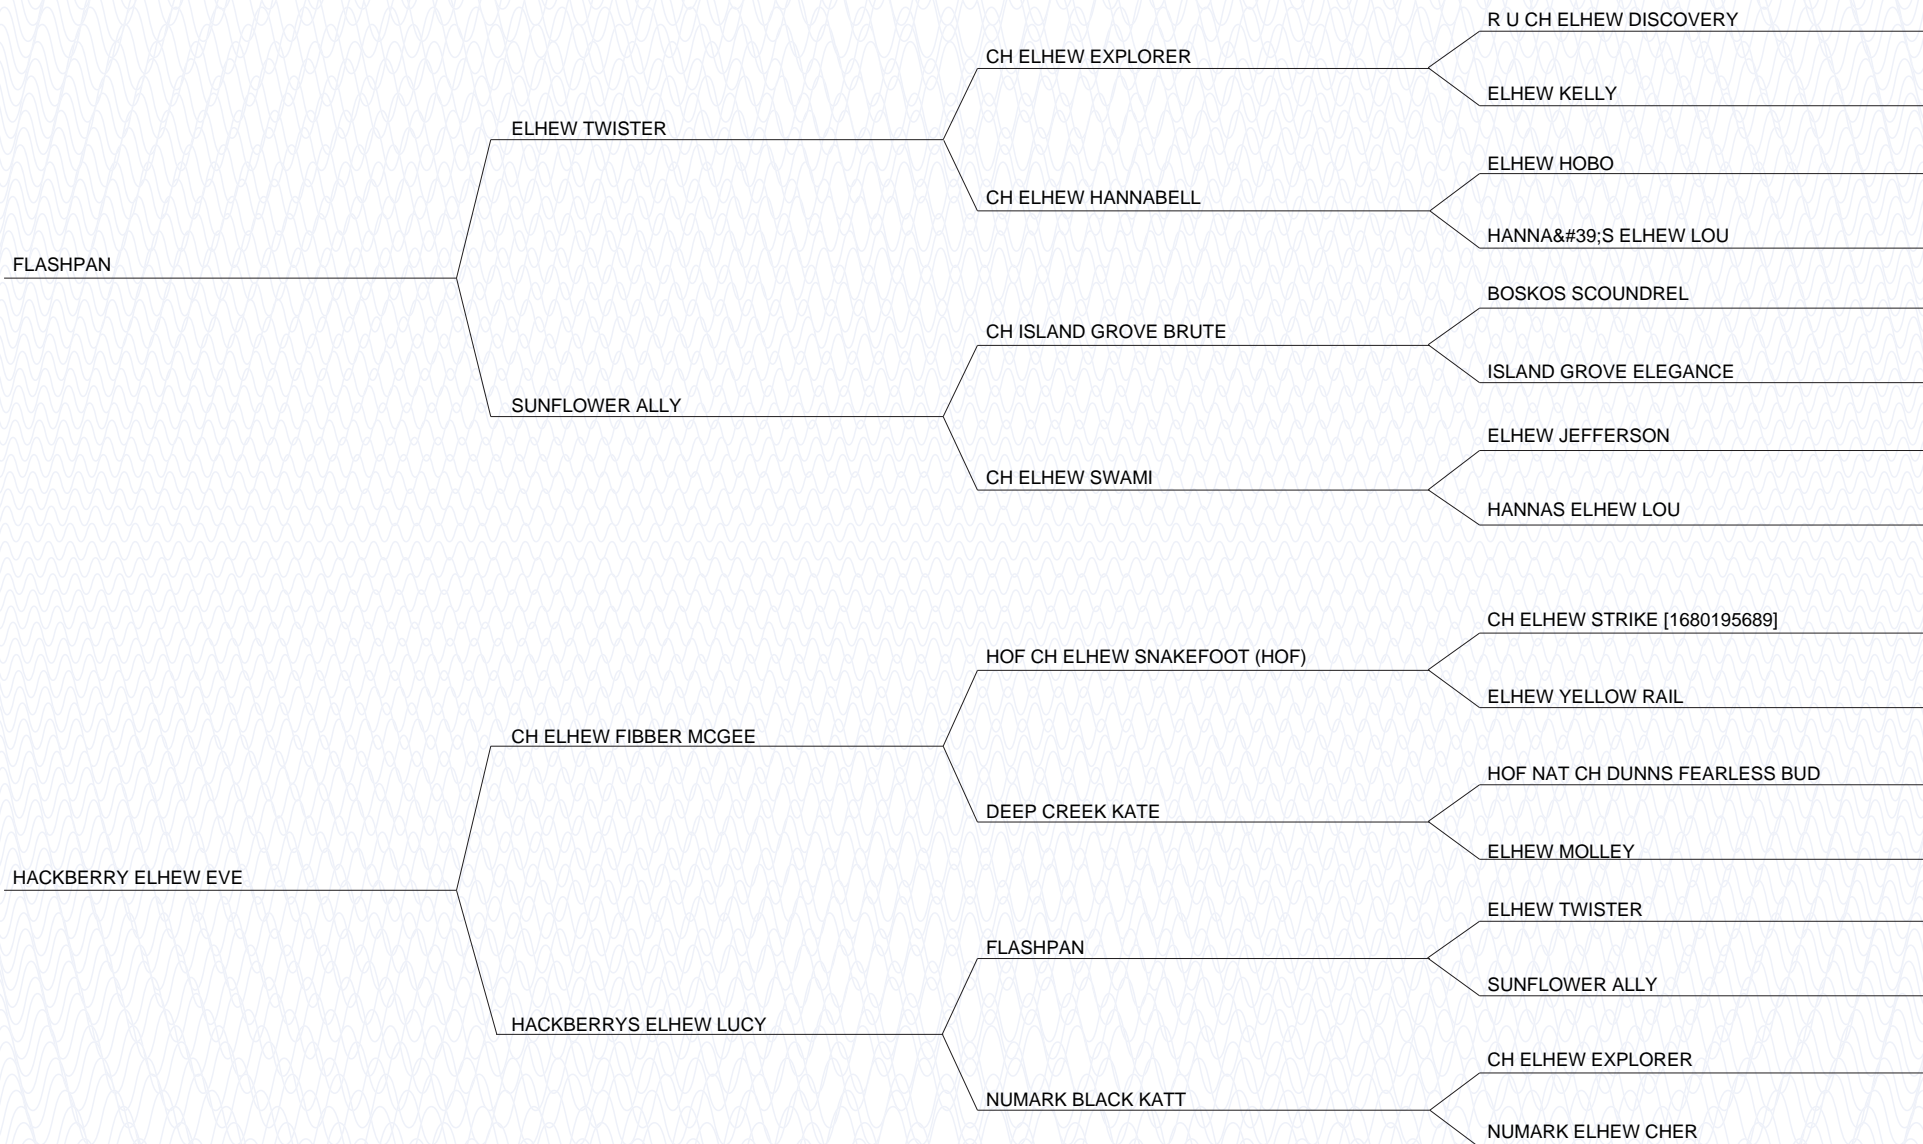 R U CH ELHEW DISCOVERY
CH ELHEW EXPLORER
ELHEW KELLY
ELHEW TWISTER
ELHEW HOBO
CH ELHEW HANNABELL
HANNA&#39;S ELHEW LOU
FLASHPAN
BOSKOS SCOUNDREL
CH ISLAND GROVE BRUTE
ISLAND GROVE ELEGANCE
SUNFLOWER ALLY
ELHEW JEFFERSON
CH ELHEW SWAMI
HANNAS ELHEW LOU
CH ELHEW STRIKE [1680195689]
HOF CH ELHEW SNAKEFOOT (HOF)
ELHEW YELLOW RAIL
CH ELHEW FIBBER MCGEE
HOF NAT CH DUNNS FEARLESS BUD
DEEP CREEK KATE
ELHEW MOLLEY
HACKBERRY ELHEW EVE
ELHEW TWISTER
FLASHPAN
SUNFLOWER ALLY
HACKBERRYS ELHEW LUCY
CH ELHEW EXPLORER
NUMARK BLACK KATT
NUMARK ELHEW CHER